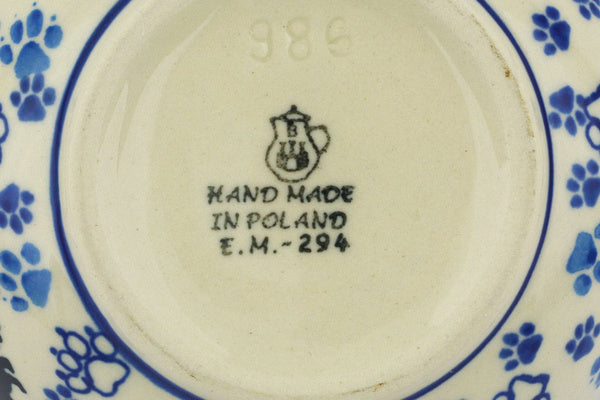 986
B
HAND MADE
IN POLAND
E.M.-294